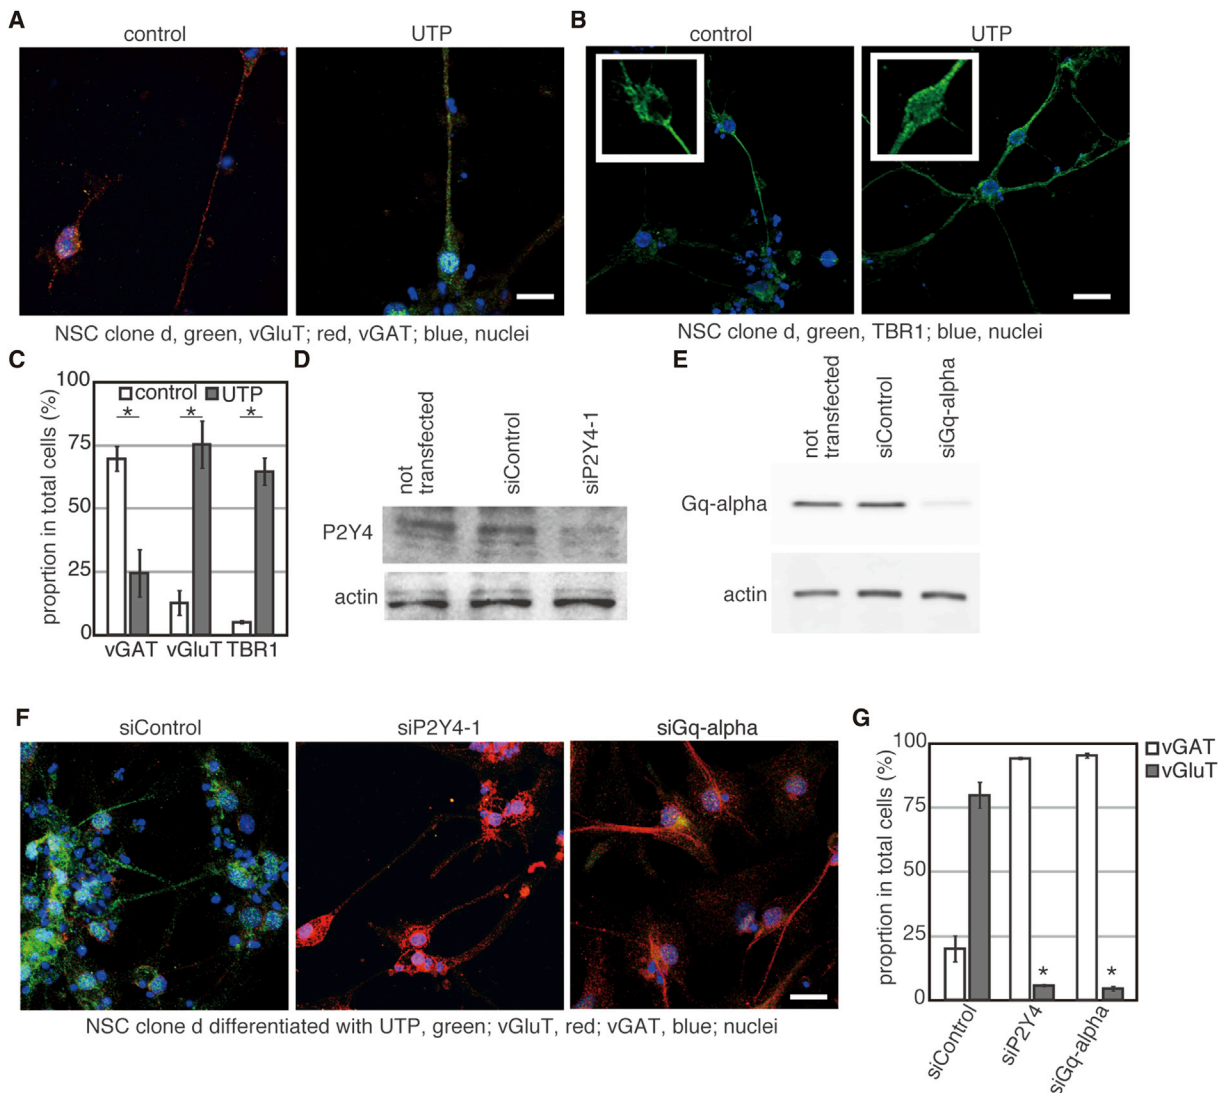 A
control
UTP
NSC clone d, green, vGluT; red, vGAT; blue, nuclei
B
control
UTP
NSC clone d, green, TBR1; blue, nuclei
C
proprtion in total cells (%)
100
75
50
25
0
control
UTP
*
*
*
vGAT
vGluT
TBR1
D
not
transfected
siControl
siP2Y4-1
P2Y4
actin
E
not
transfected
siControl
siGq-alpha
Gq-alpha
actin
F
siControl
siP2Y4-1
siGq-alpha
NSC clone d differentiated with UTP, green; vGluT, red; vGAT, blue; nuclei
G
proprtion in total cells (%)
100
75
50
25
0
vGAT
vGluT
*
*
siControl
siP2Y4
siGq-alpha